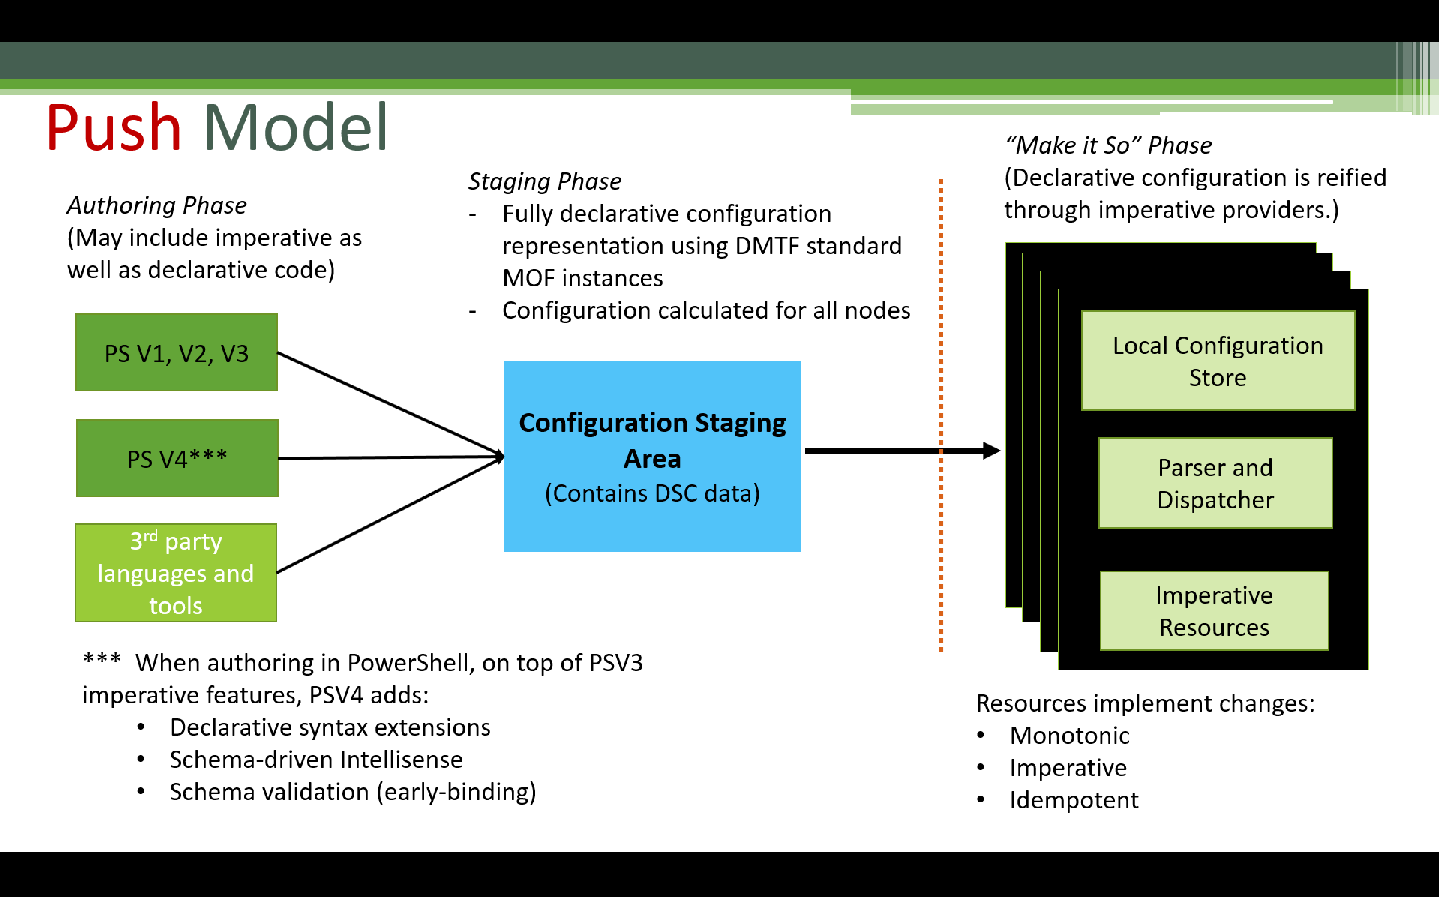 Push Model
Authoring Phase
(May include imperative as
well as declarative code)
PS V1, V2, V3
PS V4***
3rd party
languages and
tools
*** When authoring in PowerShell, on top of PSV3
imperative features, PSV4 adds:
• Declarative syntax extensions
• Schema-driven Intellisense
• Schema validation (early-binding)
Staging Phase
- Fully declarative configuration
representation using DMTF standard
MOF instances
- Configuration calculated for all nodes
Configuration Staging
Area
(Contains DSC data)
“Make it So” Phase
(Declarative configuration is reified
through imperative providers.)
Local Configuration
Store
Parser and
Dispatcher
Imperative
Resources
Resources implement changes:
• Monotonic
• Imperative
• Idempotent